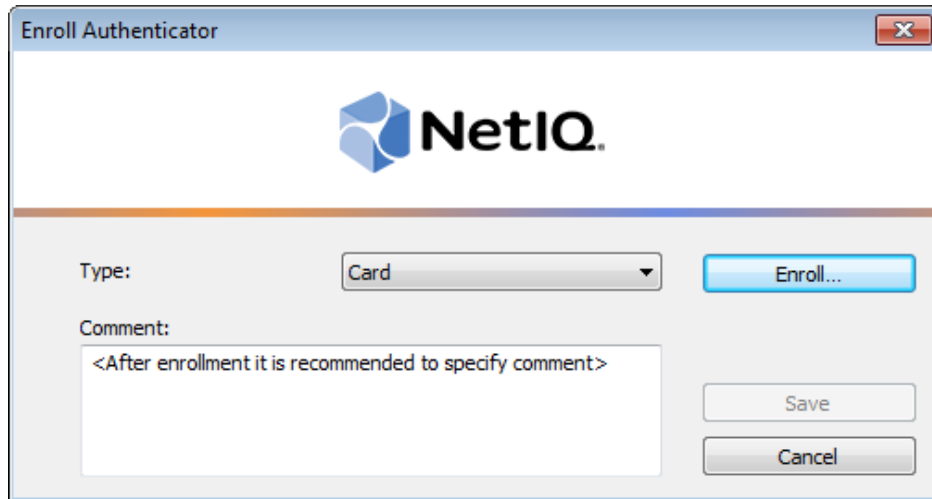 Enroll Authenticator
NetIQ.
Type:
Card
Enroll...
Comment:
<After enrollment it is recommended to specify comment>
Save
Cancel